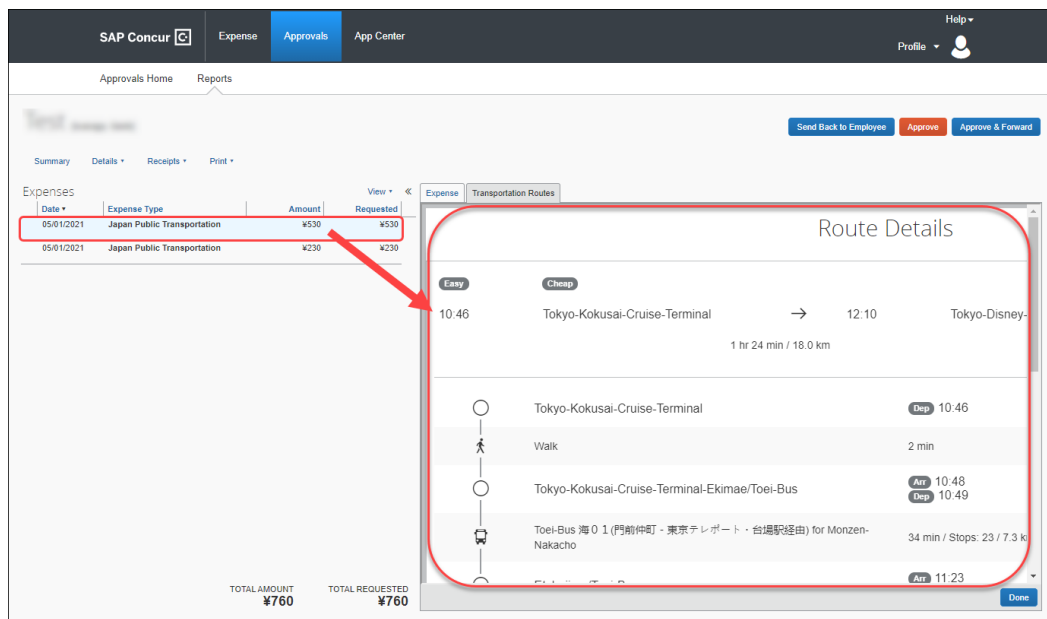 Help
SAP Concur C Expense Approvals App Center
Profile
Approvals Home Reports
Test
Send Back to Employee Approve Approve & Forward
Summary Details Receipts Print
Expenses View « Expense Transportation Routes
Date Expense Type Amount Requested
05/01/2021 Japan Public Transportation ¥530 ¥530
05/01/2021 Japan Public Transportation ¥230 ¥230
TOTAL AMOUNT TOTAL REQUESTED
¥760 ¥760
Route Details
Easy Cheap
10:46 Tokyo-Kokusai-Cruise-Terminal → 12:10 Tokyo-Disney-
1 hr 24 min / 18.0 km
Tokyo-Kokusai-Cruise-Terminal Dep 10:46
Walk 2 min
Tokyo-Kokusai-Cruise-Terminal-Ekimae/Toei-Bus Arr 10:48
Dep 10:49
Toei-Bus 海01(門前仲町 - 東京テレポート・台場駅経由) for Monzen-
Nakacho 34 min / Stops: 23 / 7.3 k
Arr 11:23
Done